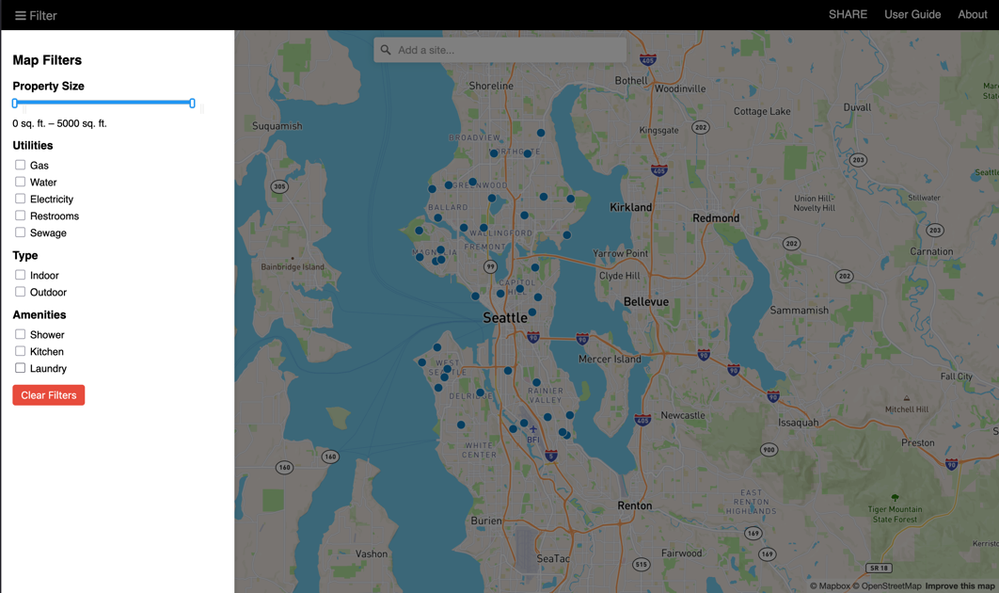 Filter
SHARE
User Guide
About
Map Filters
Property Size
0 sq. ft. – 5000 sq. ft.
Utilities
Gas
Water
Electricity
Restrooms
Sewage
Type
Indoor
Outdoor
Amenities
Shower
Kitchen
Laundry
Clear Filters
Add a site...
405
Bothell
Woodinville
Shoreline
Cottage Lake
Duvall
Suquamish
BROADVIEW
Kingsgate
202
NORTHGATE
203
405
305
GREENWOOD
BALLARD
Kirkland
Redmond
Union Hill-
Novelty Hill
Stillwater
WALLINGFORD
FREMONT
203
202
MAGNOLIA
Yarrow Point
Carnation
Bainbridge Island
99
Clyde Hill
202
CAPITOL
HILL
Bellevue
Sammamish
Seattle
90
90
Mercer Island
90
90
WEST
SEATTLE
Fall City
RAINIER
VALLEY
90
DELRIDGE
Mitchell Hill
Newcastle
405
Issaquah
BFI
Preston
WHITE
CENTER
900
5
160
160
90
EAST
RENTON
HIGHLANDS
Tiger Mountain
State Forest
Renton
Burien
169
Vashon
SeaTac
Fairwood
169
515
SR 18
© Mapbox © OpenStreetMap Improve this map